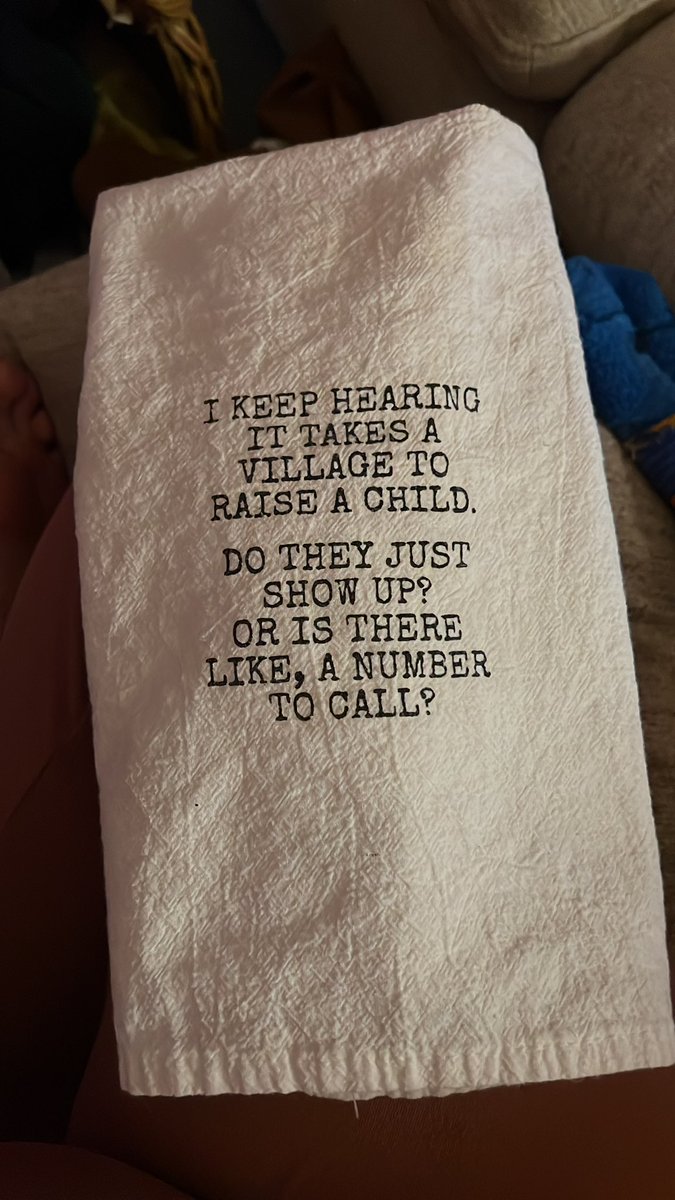 I KEEP HEARING
IT TAKES A
VILLAGE TO
RAISE A CHILD.
DO THEY JUST
SHOW UP?
OR IS THERE
LIKE, A NUMBER
TO CALL?